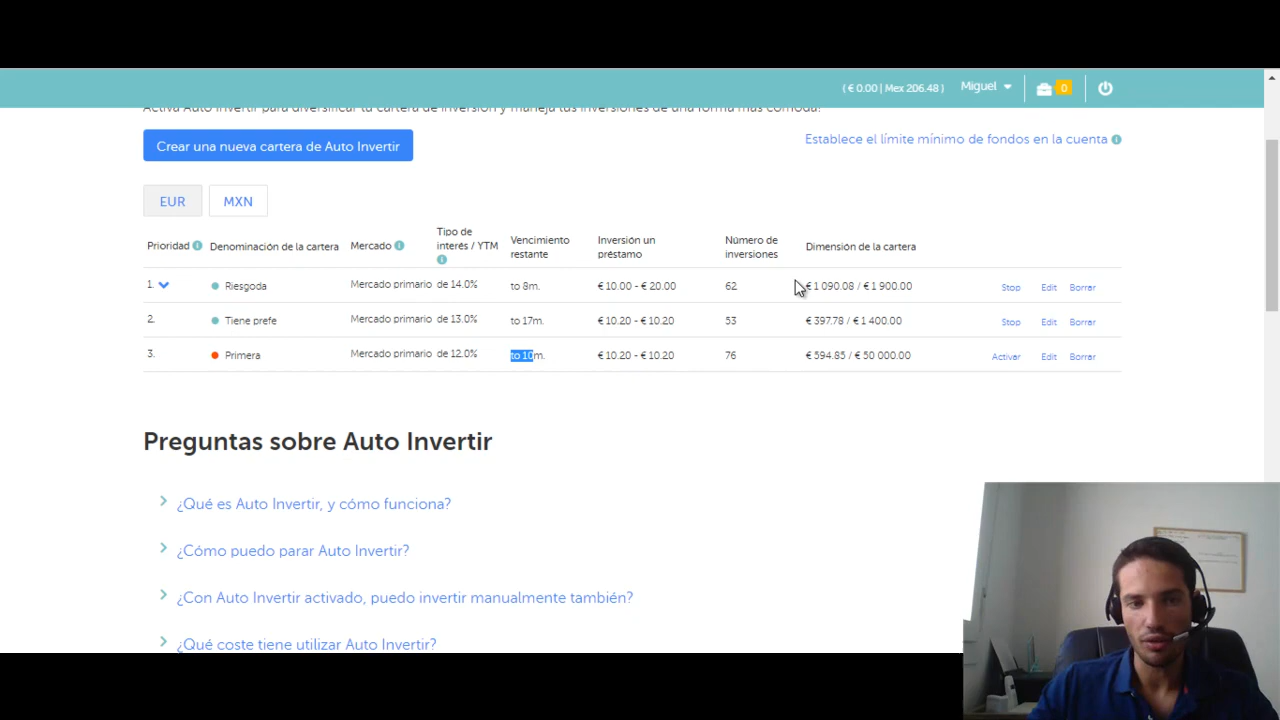 ( € 0.00 | Mex 206.48 ) Miguel 0
Activa Auto Invertir para diversificar tu cartera de inversión y maneja tus inversiones de una forma más cómoda!
Crear una nueva cartera de Auto Invertir
Establece el límite mínimo de fondos en la cuenta
EUR MXN
Prioridad Denominación de la cartera Mercado Tipo de interés / YTM Vencimiento restante Inversión un préstamo Número de inversiones Dimensión de la cartera
1. Riesgoda Mercado primario de 14.0% to 8m. € 10.00 - € 20.00 62 € 1 090.08 / € 1 900.00 Stop Edit Borrar
2. Tiene prefe Mercado primario de 13.0% to 17m. € 10.20 - € 10.20 53 € 397.78 / € 1 400.00 Stop Edit Borrar
3. Primera Mercado primario de 12.0% to 10m. € 10.20 - € 10.20 76 € 594.85 / € 50 000.00 Activar Edit Borrar
Preguntas sobre Auto Invertir
¿Qué es Auto Invertir, y cómo funciona?
¿Cómo puedo parar Auto Invertir?
¿Con Auto Invertir activado, puedo invertir manualmente también?
¿Qué coste tiene utilizar Auto Invertir?